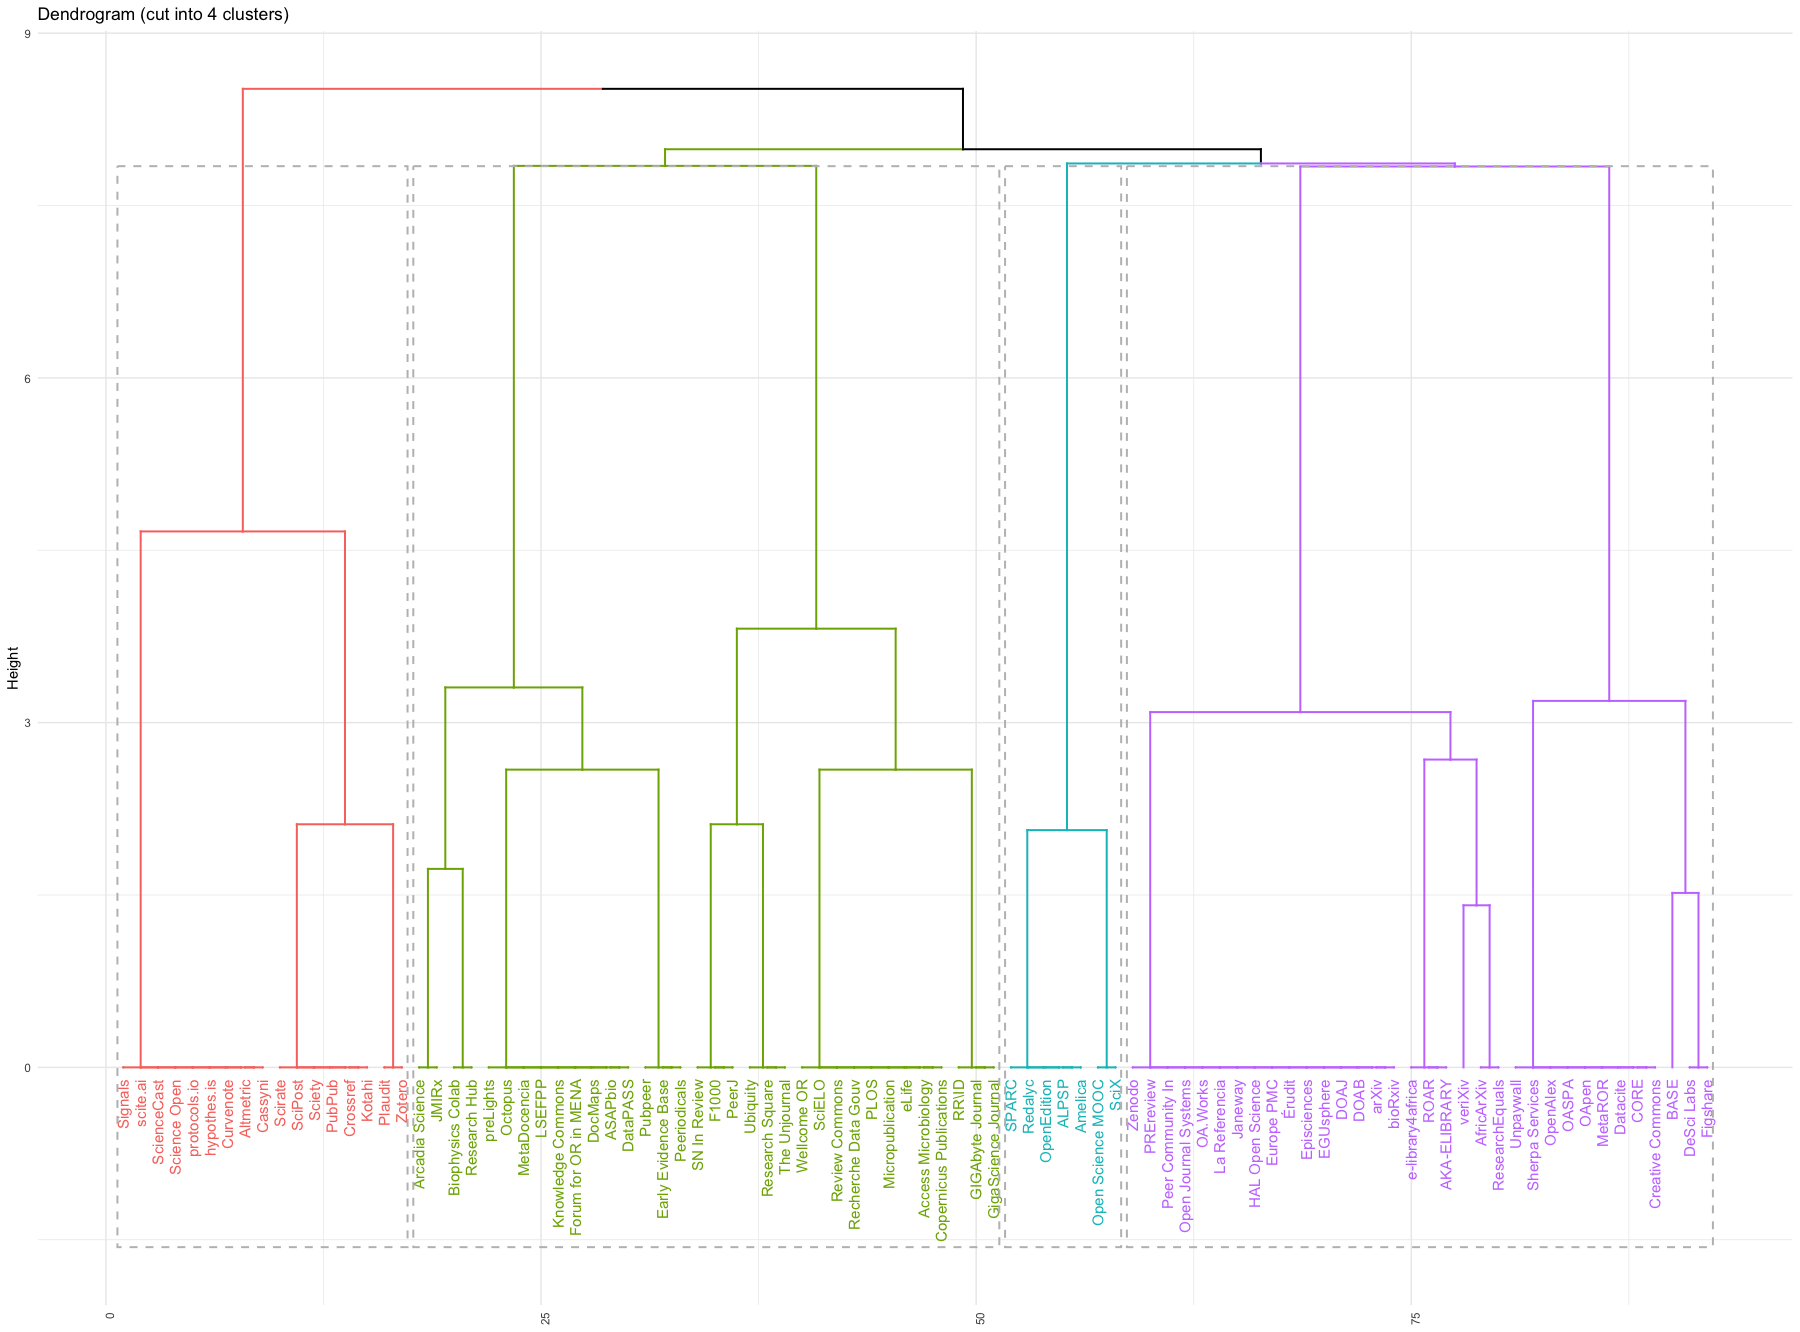 Dendrogram (cut into 4 clusters)
9
6
3
0
Height
Signals
scite.ai
ScienceCast
Science Open
protocols.io
hypothes.is
Curvenote
Altmetric
Cassyni
Scirate
SciPost
Sciety
PubPub
Crossref
Kotahi
Plaudit
Zotero
Arcadia Science
JMIRx
Biophysics Colab
Research Hub
preLights
Octopus
MetaDocencia
LSEFPP
Knowledge Commons
Forum for OR in MENA
DocMaps
ASAPbio
DataPASS
Pubpeer
Early Evidence Base
Peeriodicals
SN In Review
F1000
PeerJ
Ubiquity
Research Square
The Unjournal
Wellcome OR
SciELO
Review Commons
Recherche Data Gouv
PLOS
Micropublication
eLife
Access Microbiology
Copernicus Publications
RR\ID
GIGAbyte Journal
GigaScience Journal
SPARC
Redalyc
OpenEdition
ALPSP
Amelica
Open Science MOOC
SciX
Zenodo
PREreview
Peer Community In
Open Journal Systems
OA.Works
La Referencia
Janeway
HAL Open Science
Europe PMC
Érudit
Episciences
EGUsphere
DOAJ
DOAB
arXiv
bioRxiv
e-library4africa
ROAR
AKA-ELIBRARY
veriXiv
AfricArXiv
ResearchEquals
Unpaywall
Sherpa Services
OpenAlex
OASPA
OApen
MetaROR
Datacite
CORE
Creative Commons
BASE
DeSci Labs
Figshare
0
25
50
75